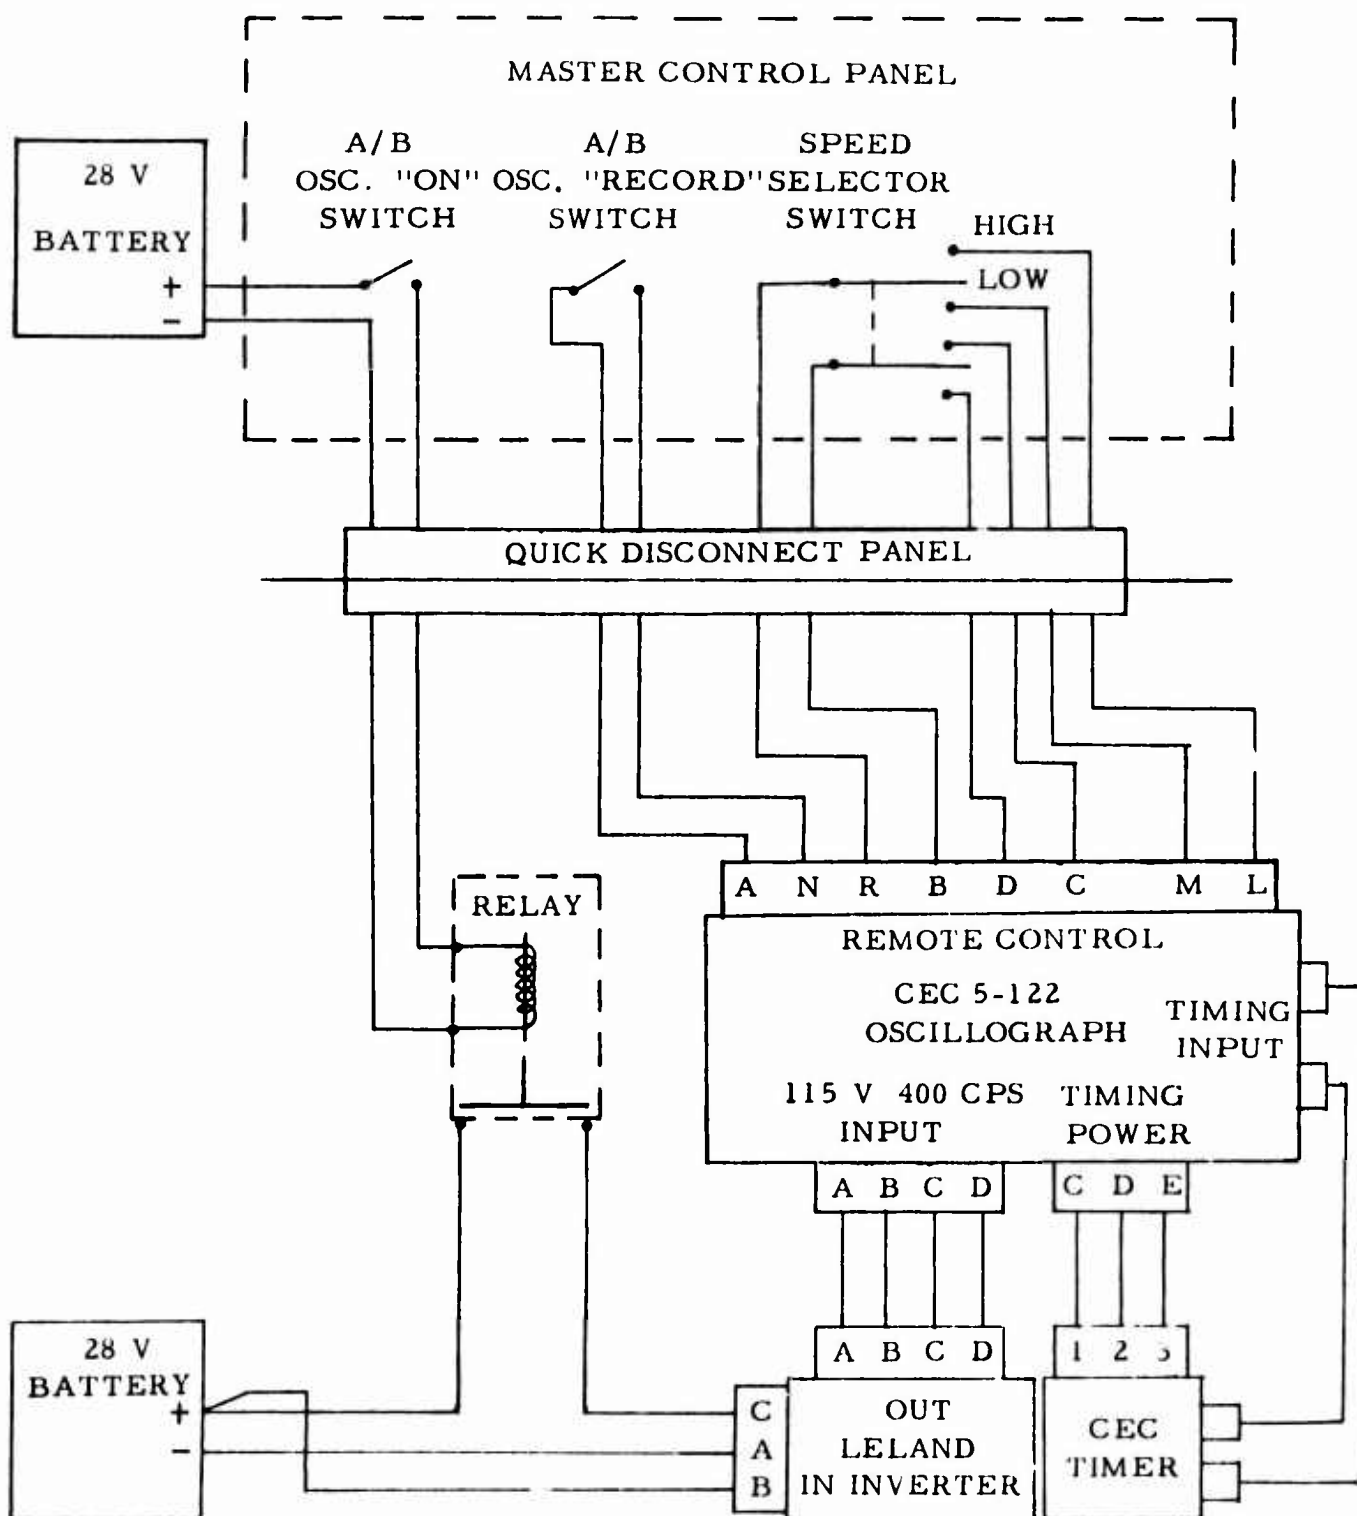 MASTER CONTROL PANEL
28 V
BATTERY
+
−
A/B
OSC. "ON"
SWITCH
A/B
OSC. "RECORD"
SWITCH
SPEED
SELECTOR
SWITCH
HIGH
LOW
QUICK DISCONNECT PANEL
RELAY
A N R B D C M L
REMOTE CONTROL
CEC 5-122
OSCILLOGRAPH
TIMING
INPUT
115 V 400 CPS
INPUT
TIMING
POWER
A B C D
C D E
A B C D
1 2 3
28 V
BATTERY
+
−
C
A
B
OUT
LELAND
IN INVERTER
CEC
TIMER